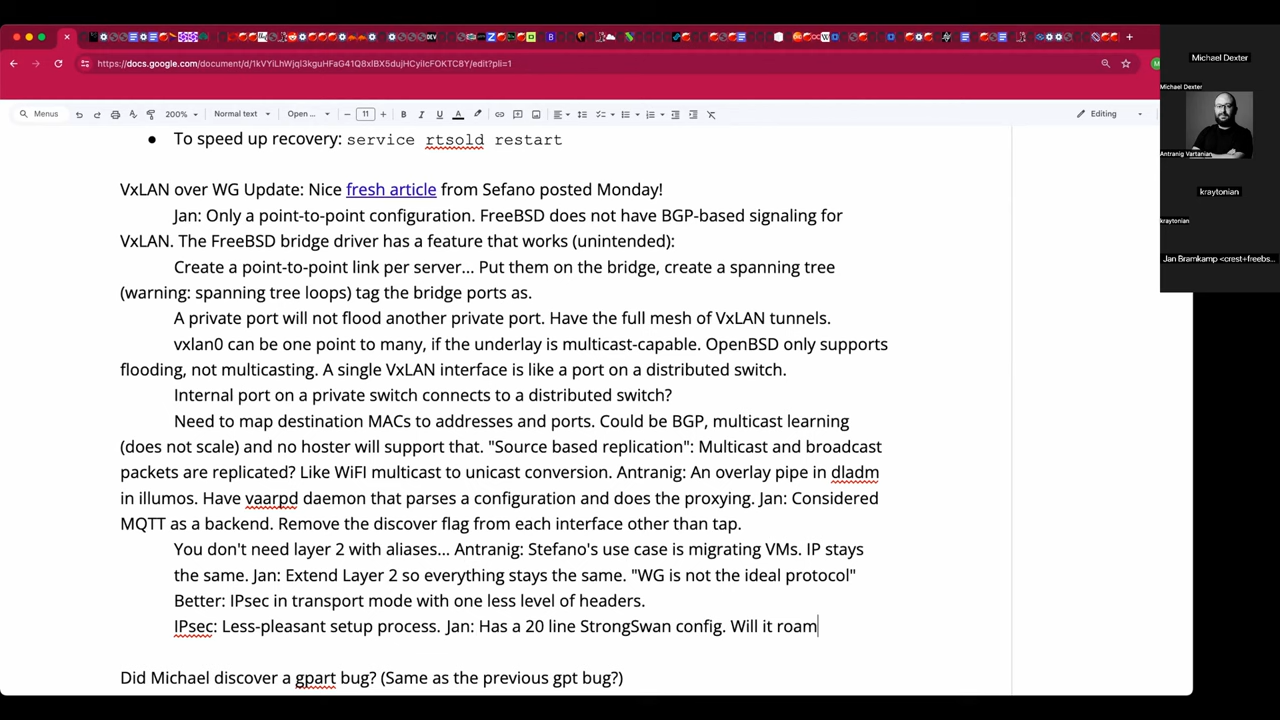 https://docs.google.com/document/d/1kVYiLhWjqI3kguHFaG41Q8xIBX5dujHCyiIcFOKTC8Y/edit?pli=1
Menus 200% Normal text Open ... 11 Editing
To speed up recovery: service rtsold restart
VxLAN over WG Update: Nice fresh article from Sefano posted Monday!
Jan: Only a point-to-point configuration. FreeBSD does not have BGP-based signaling for
VxLAN. The FreeBSD bridge driver has a feature that works (unintended):
Create a point-to-point link per server... Put them on the bridge, create a spanning tree
(warning: spanning tree loops) tag the bridge ports as.
A private port will not flood another private port. Have the full mesh of VxLAN tunnels.
vxlan0 can be one point to many, if the underlay is multicast-capable. OpenBSD only supports
flooding, not multicasting. A single VxLAN interface is like a port on a distributed switch.
Internal port on a private switch connects to a distributed switch?
Need to map destination MACs to addresses and ports. Could be BGP, multicast learning
(does not scale) and no hoster will support that. "Source based replication": Multicast and broadcast
packets are replicated? Like WiFI multicast to unicast conversion. Antranig: An overlay pipe in dladm
in illumos. Have vaarpd daemon that parses a configuration and does the proxying. Jan: Considered
MQTT as a backend. Remove the discover flag from each interface other than tap.
You don't need layer 2 with aliases... Antranig: Stefano's use case is migrating VMs. IP stays
the same. Jan: Extend Layer 2 so everything stays the same. "WG is not the ideal protocol"
Better: IPsec in transport mode with one less level of headers.
IPsec: Less-pleasant setup process. Jan: Has a 20 line StrongSwan config. Will it roam
Did Michael discover a gpart bug? (Same as the previous gpt bug?)
Michael Dexter
Michael Dexter
Antranig Vartanian
kraytonian
kraytonian
Jan Bramkamp <crest+freebs...